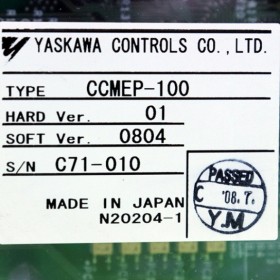 YASKAWA CONTROLS CO., LTD.
TYPE CCMEP-100
HARD Ver. 01
SOFT Ver. 0804
S/N C71-010
PASSED
C '08.7.
Y.M
MADE IN JAPAN
N20204-1